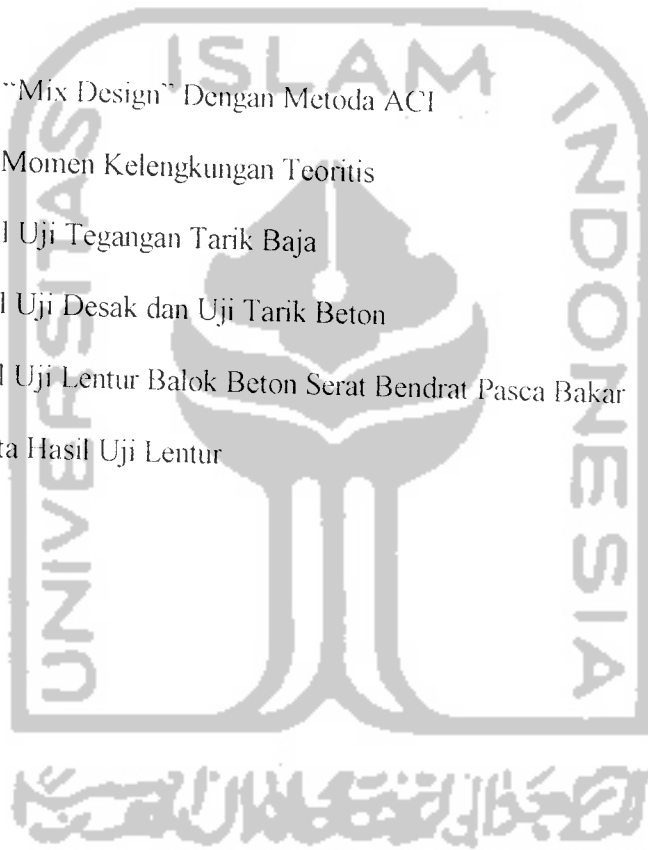 “Mix Design” Dengan Metoda ACI
Momen Kelengkungan Teoritis
l Uji Tegangan Tarik Baja
l Uji Desak dan Uji Tarik Beton
l Uji Lentur Balok Beton Serat Bendrat Pasca Bakar
ta Hasil Uji Lentur
UNIVERSITAS
ISLAM
INDONESIA